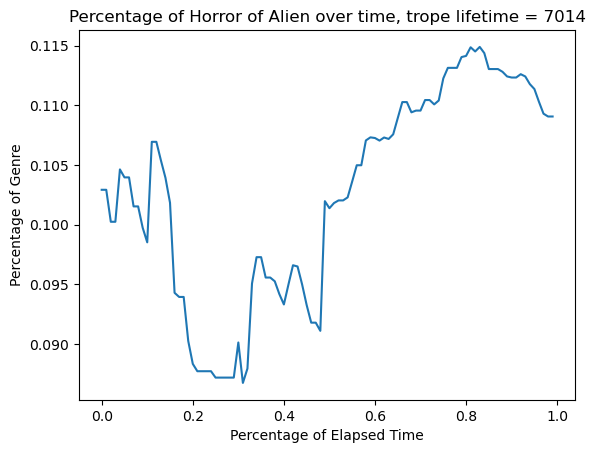 Percentage of Horror of Alien over time, trope lifetime = 7014
0.115
0.110
0.105
0.100
0.095
0.090
Percentage of Genre
0.0 0.2 0.4 0.6 0.8 1.0
Percentage of Elapsed Time